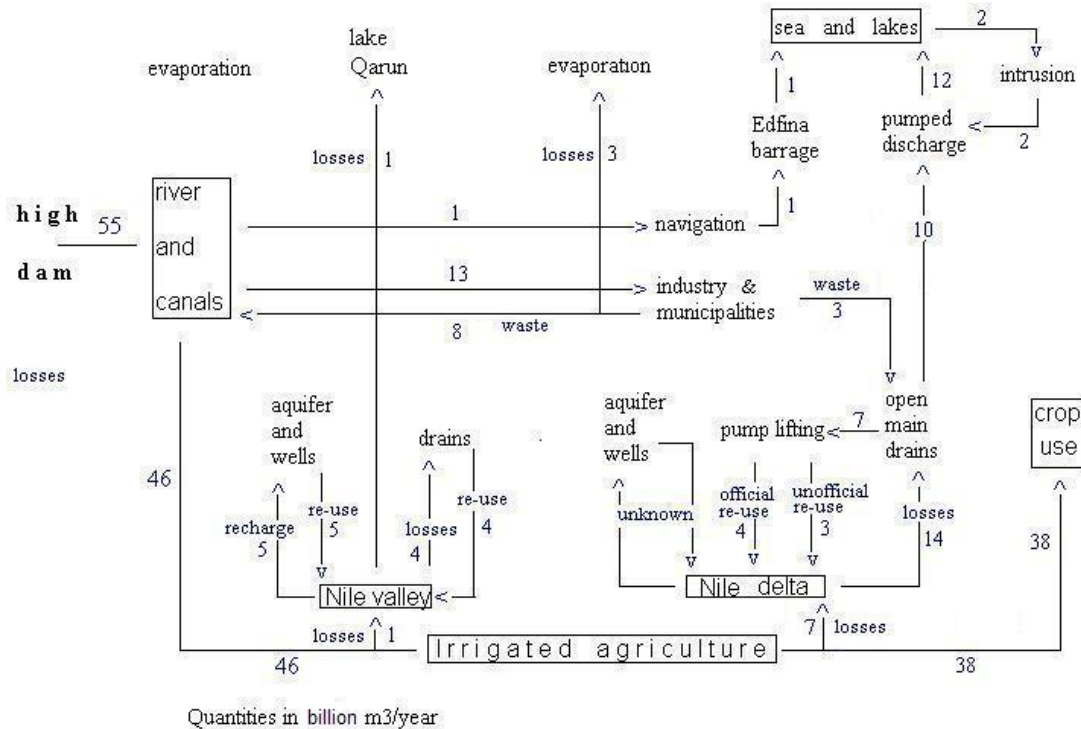 sea and lakes
2
lake
Qarun
evaporation
evaporation
intrusion
1
12
Edfina
barrage
pumped
discharge
2
losses
1
losses
3
river
and
canals
high
dam
55
1
navigation
1
10
13
industry &
municipalities
waste
3
8
waste
losses
aquifer
and
wells
drains
aquifer
and
wells
pump lifting
7
open
main
drains
crop
use
46
recharge
5
re-use
5
losses
4
re-use
4
unknown
official
re-use
4
unofficial
re-use
3
losses
14
38
Nile valley
Nile delta
losses
1
7
losses
Irrigated agriculture
46
38
Quantities in billion m3/year